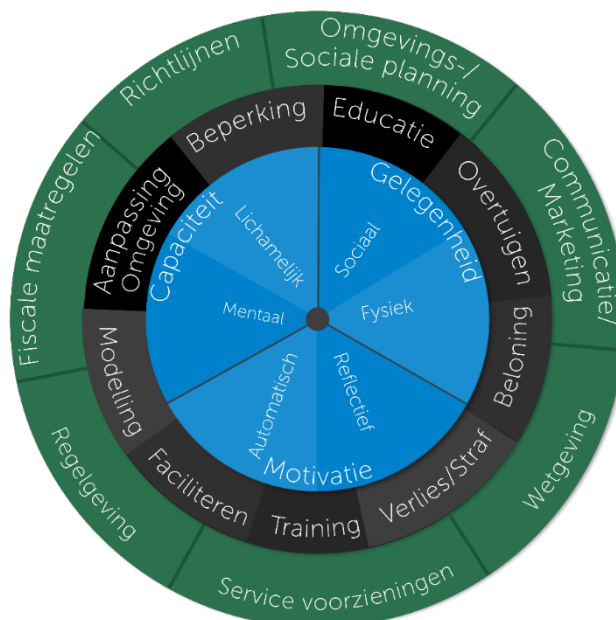 Omgevings-/
Sociale planning
Communicatie/
Marketing
Wetgeving
Service voorzieningen
Regelgeving
Fiscale maatregelen
Richtlijnen
Educatie
Overtuigen
Beloning
Verlies/Straf
Training
Faciliteren
Modelling
Aanpassing
Omgeving
Beperking
Gelegenheid
Sociaal
Fysiek
Motivatie
Reflectief
Automatisch
Capaciteit
Mentaal
Lichamelijk